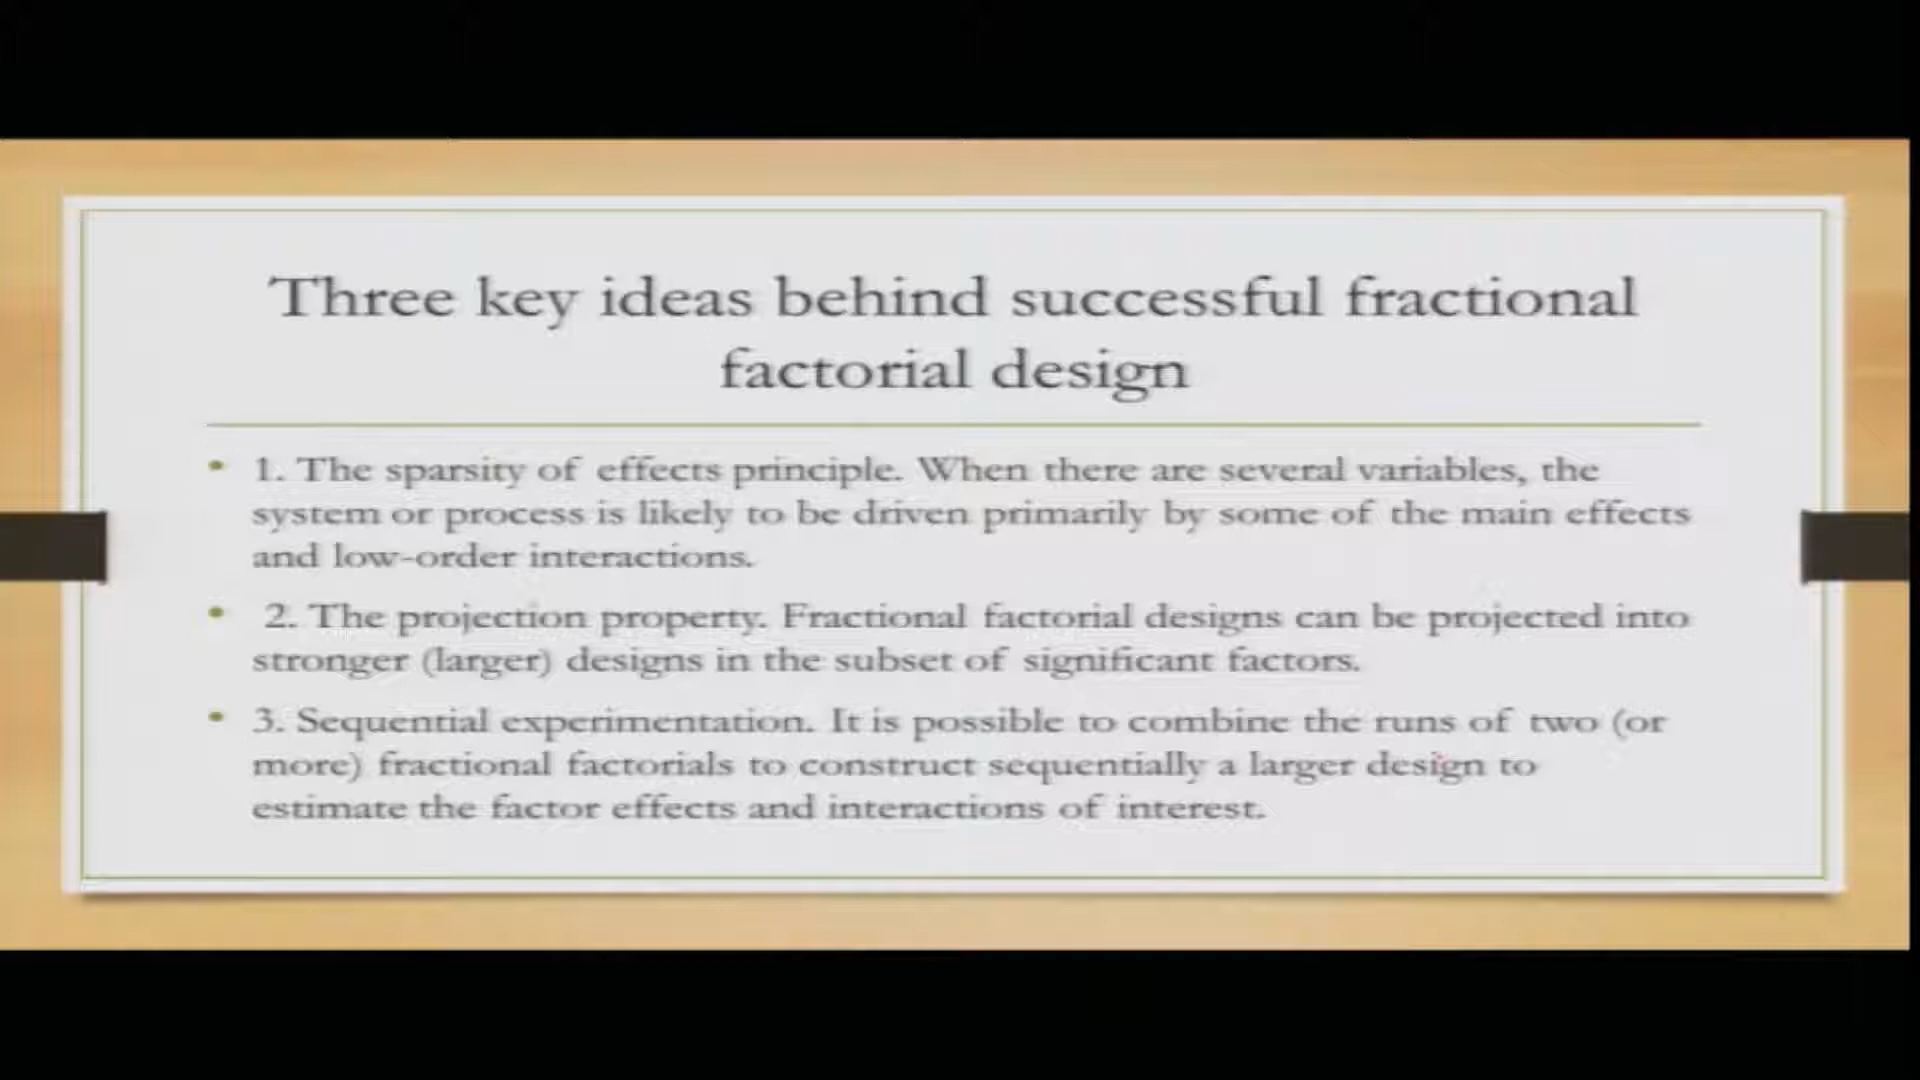 Three key ideas behind successful fractional
factorial design
• 1. The sparsity of effects principle. When there are several variables, the
system or process is likely to be driven primarily by some of the main effects
and low-order interactions.
• 2. The projection property. Fractional factorial designs can be projected into
stronger (larger) designs in the subset of significant factors.
• 3. Sequential experimentation. It is possible to combine the runs of two (or
more) fractional factorials to construct sequentially a larger design to
estimate the factor effects and interactions of interest.